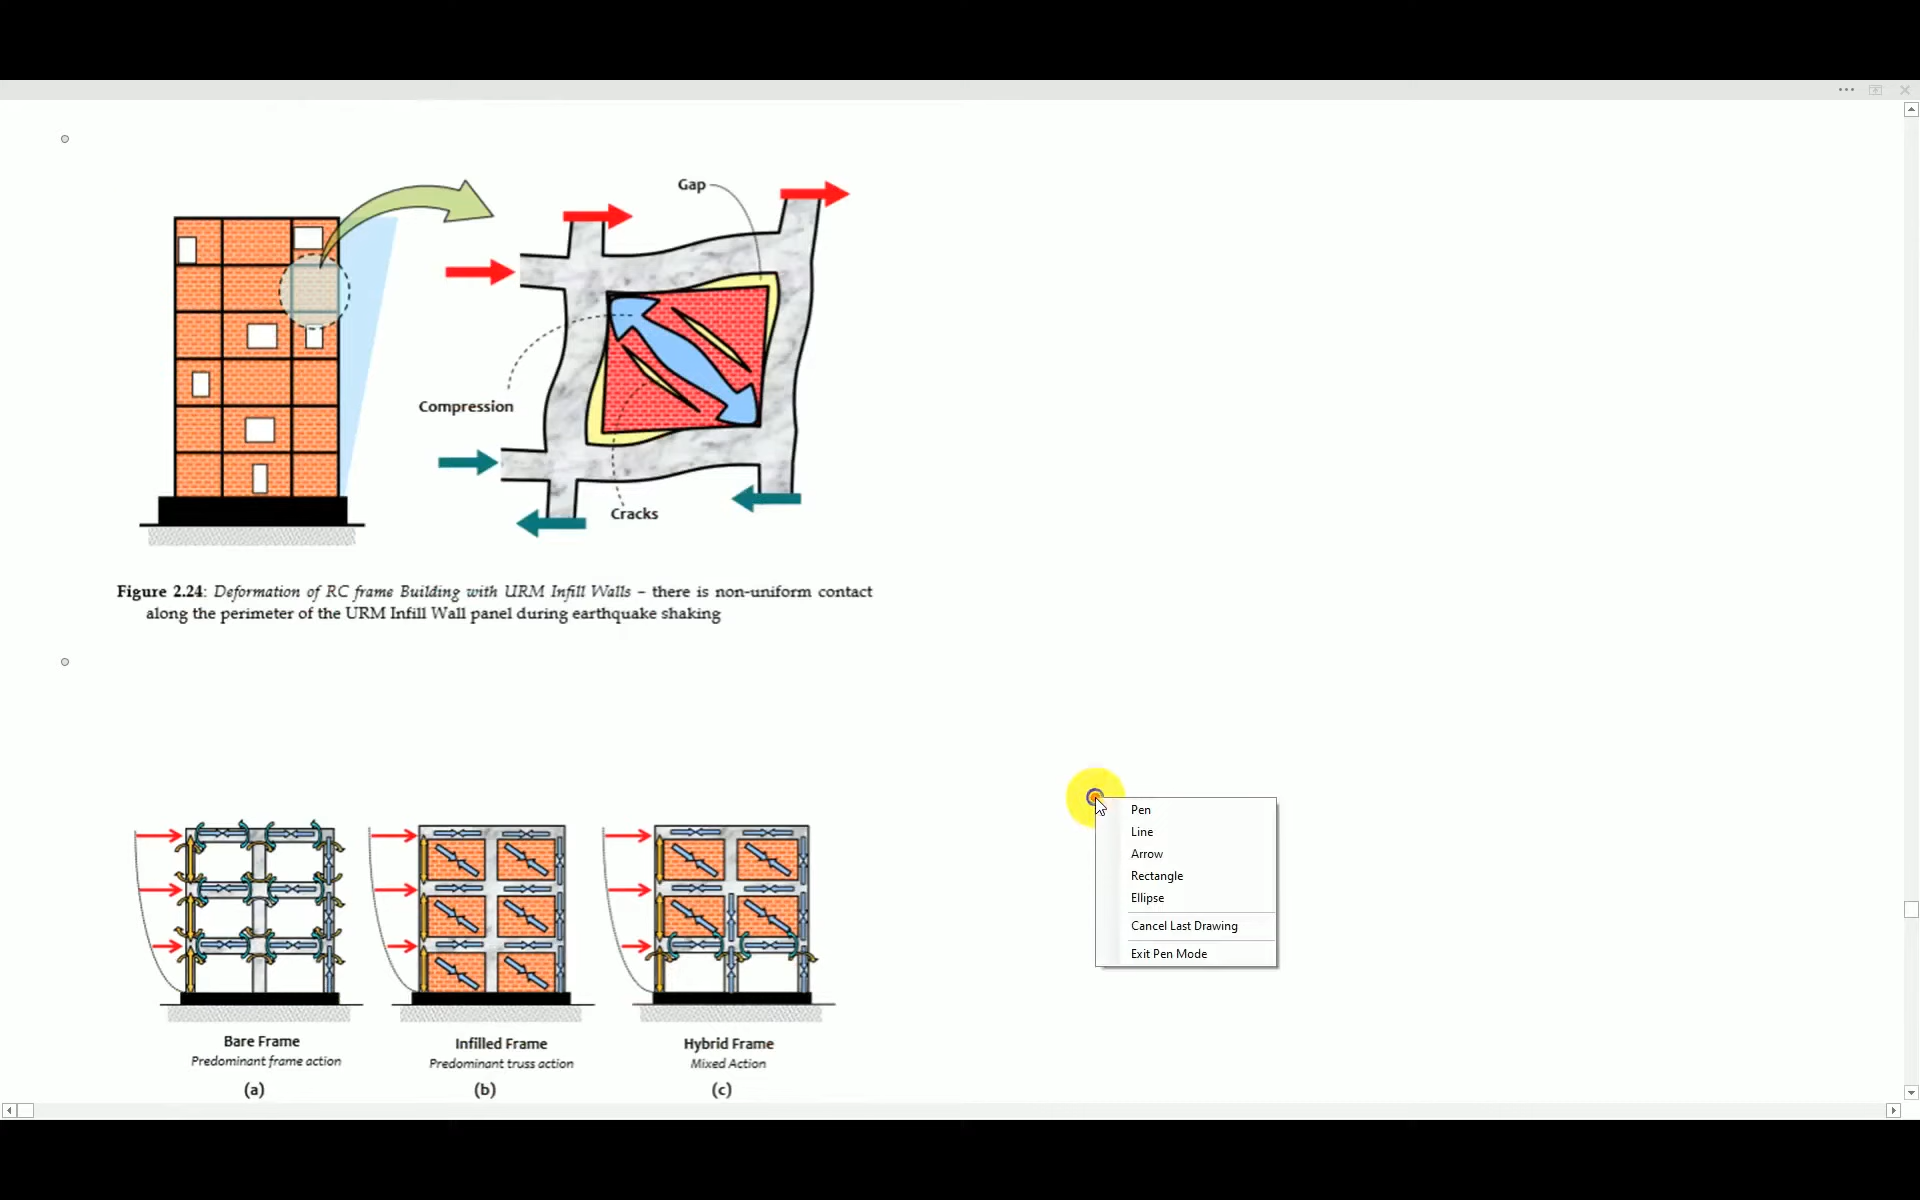 Gap
Compression
Cracks
Figure 2.24: Deformation of RC frame Building with URM Infill Walls – there is non-uniform contact
along the perimeter of the URM Infill Wall panel during earthquake shaking
Pen
Line
Arrow
Rectangle
Ellipse
Cancel Last Drawing
Exit Pen Mode
Bare Frame
Predominant frame action
(a)
Infilled Frame
Predominant truss action
(b)
Hybrid Frame
Mixed Action
(c)